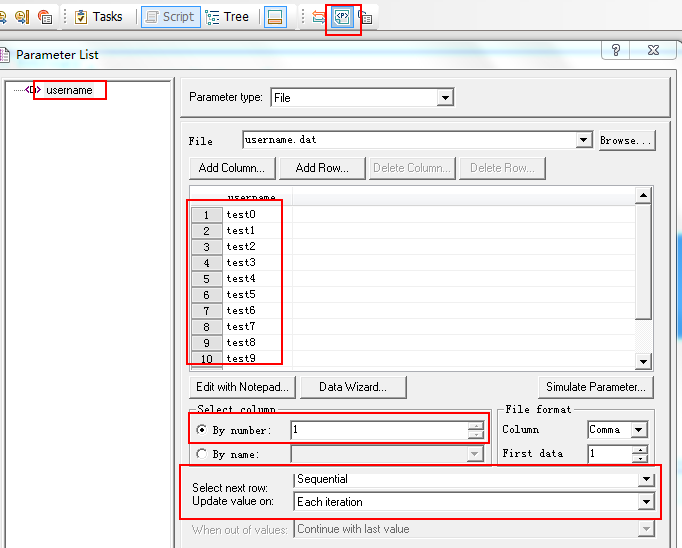 Tasks Script Tree <P>
Parameter List ?
<D> username
Parameter type: File
File username.dat Browse...
Add Column... Add Row... Delete Column... Delete Row...
username
1 test0
2 test1
3 test2
4 test3
5 test4
6 test5
7 test6
8 test7
9 test8
10 test9
Edit with Notepad... Data Wizard... Simulate Parameter...
Select column File format
By number: 1 Column Comma
By name: First data 1
Select next row: Sequential
Update value on: Each iteration
When out of values: Continue with last value